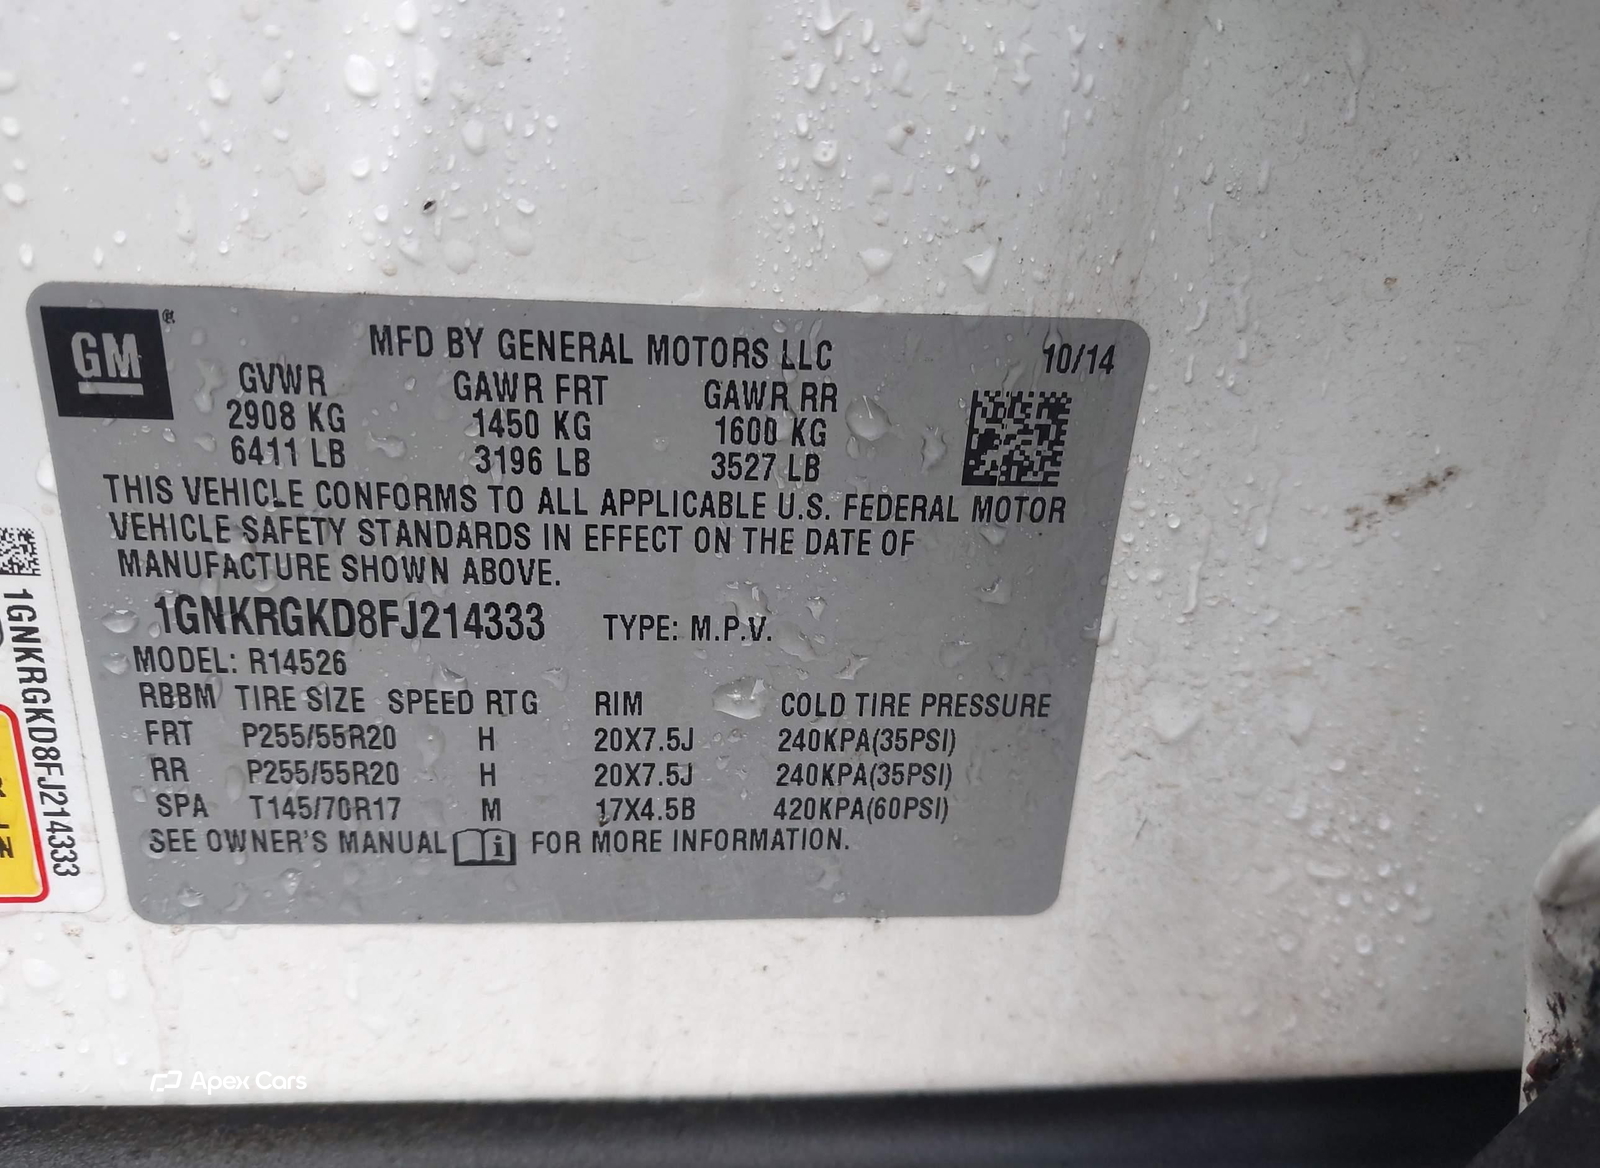 GM ®
MFD BY GENERAL MOTORS LLC 10/14
GVWR GAWR FRT GAWR RR
2908 KG 1450 KG 1600 KG
6411 LB 3196 LB 3527 LB
THIS VEHICLE CONFORMS TO ALL APPLICABLE U.S. FEDERAL MOTOR
VEHICLE SAFETY STANDARDS IN EFFECT ON THE DATE OF
MANUFACTURE SHOWN ABOVE.
1GNKRGKD8FJ214333 TYPE: M.P.V.
MODEL: R14526
RBBM TIRE SIZE SPEED RTG RIM COLD TIRE PRESSURE
FRT P255/55R20 H 20X7.5J 240KPA(35PSI)
RR P255/55R20 H 20X7.5J 240KPA(35PSI)
SPA T145/70R17 M 17X4.5B 420KPA(60PSI)
SEE OWNER'S MANUAL i FOR MORE INFORMATION.
1GNKRGKD8FJ214333
Apex Cars